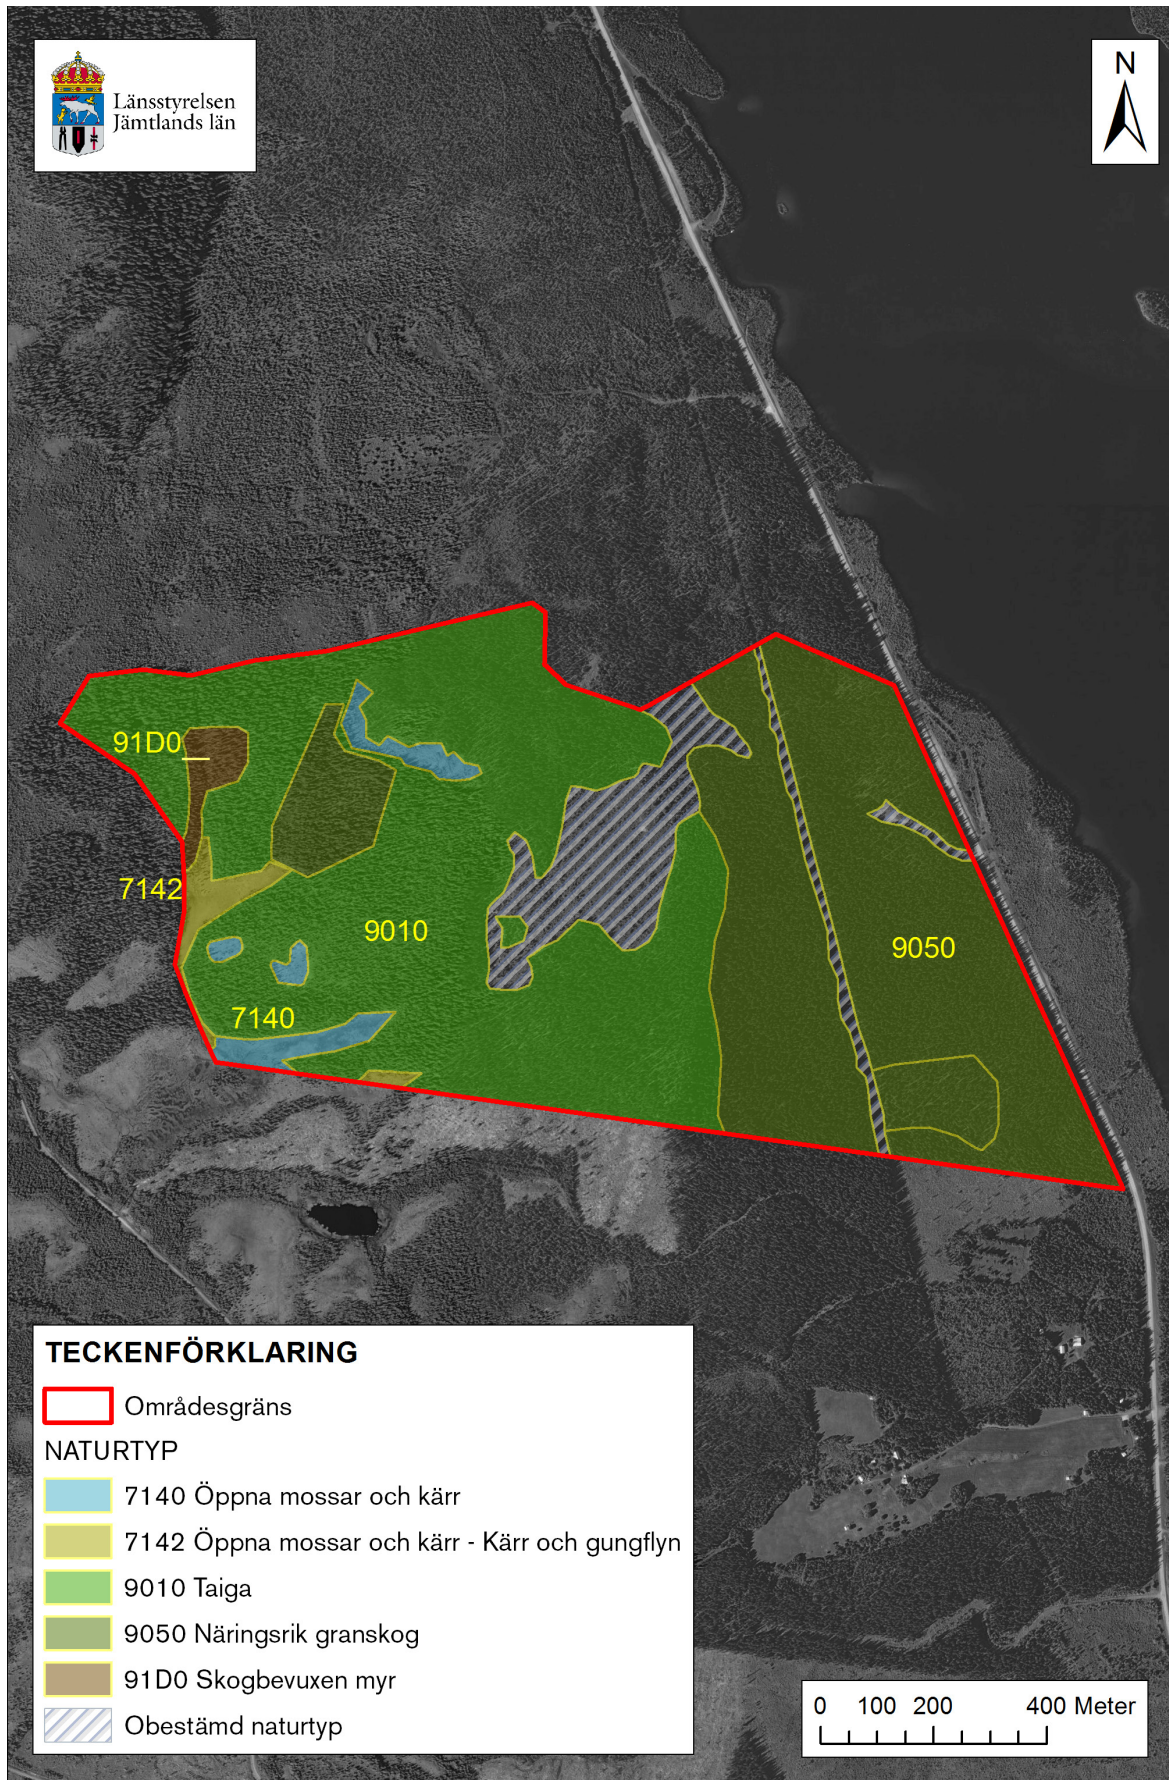 Länsstyrelsen
Jämtlands län
N
91D0
7142
9010
9050
7140
TECKENFÖRKLARING
Områdesgräns
NATURTYP
7140 Öppna mossar och kärr
7142 Öppna mossar och kärr - Kärr och gungflyn
9010 Taiga
9050 Näringsrik granskog
91D0 Skogbevuxen myr
Obestämd naturtyp
0 100 200 400 Meter